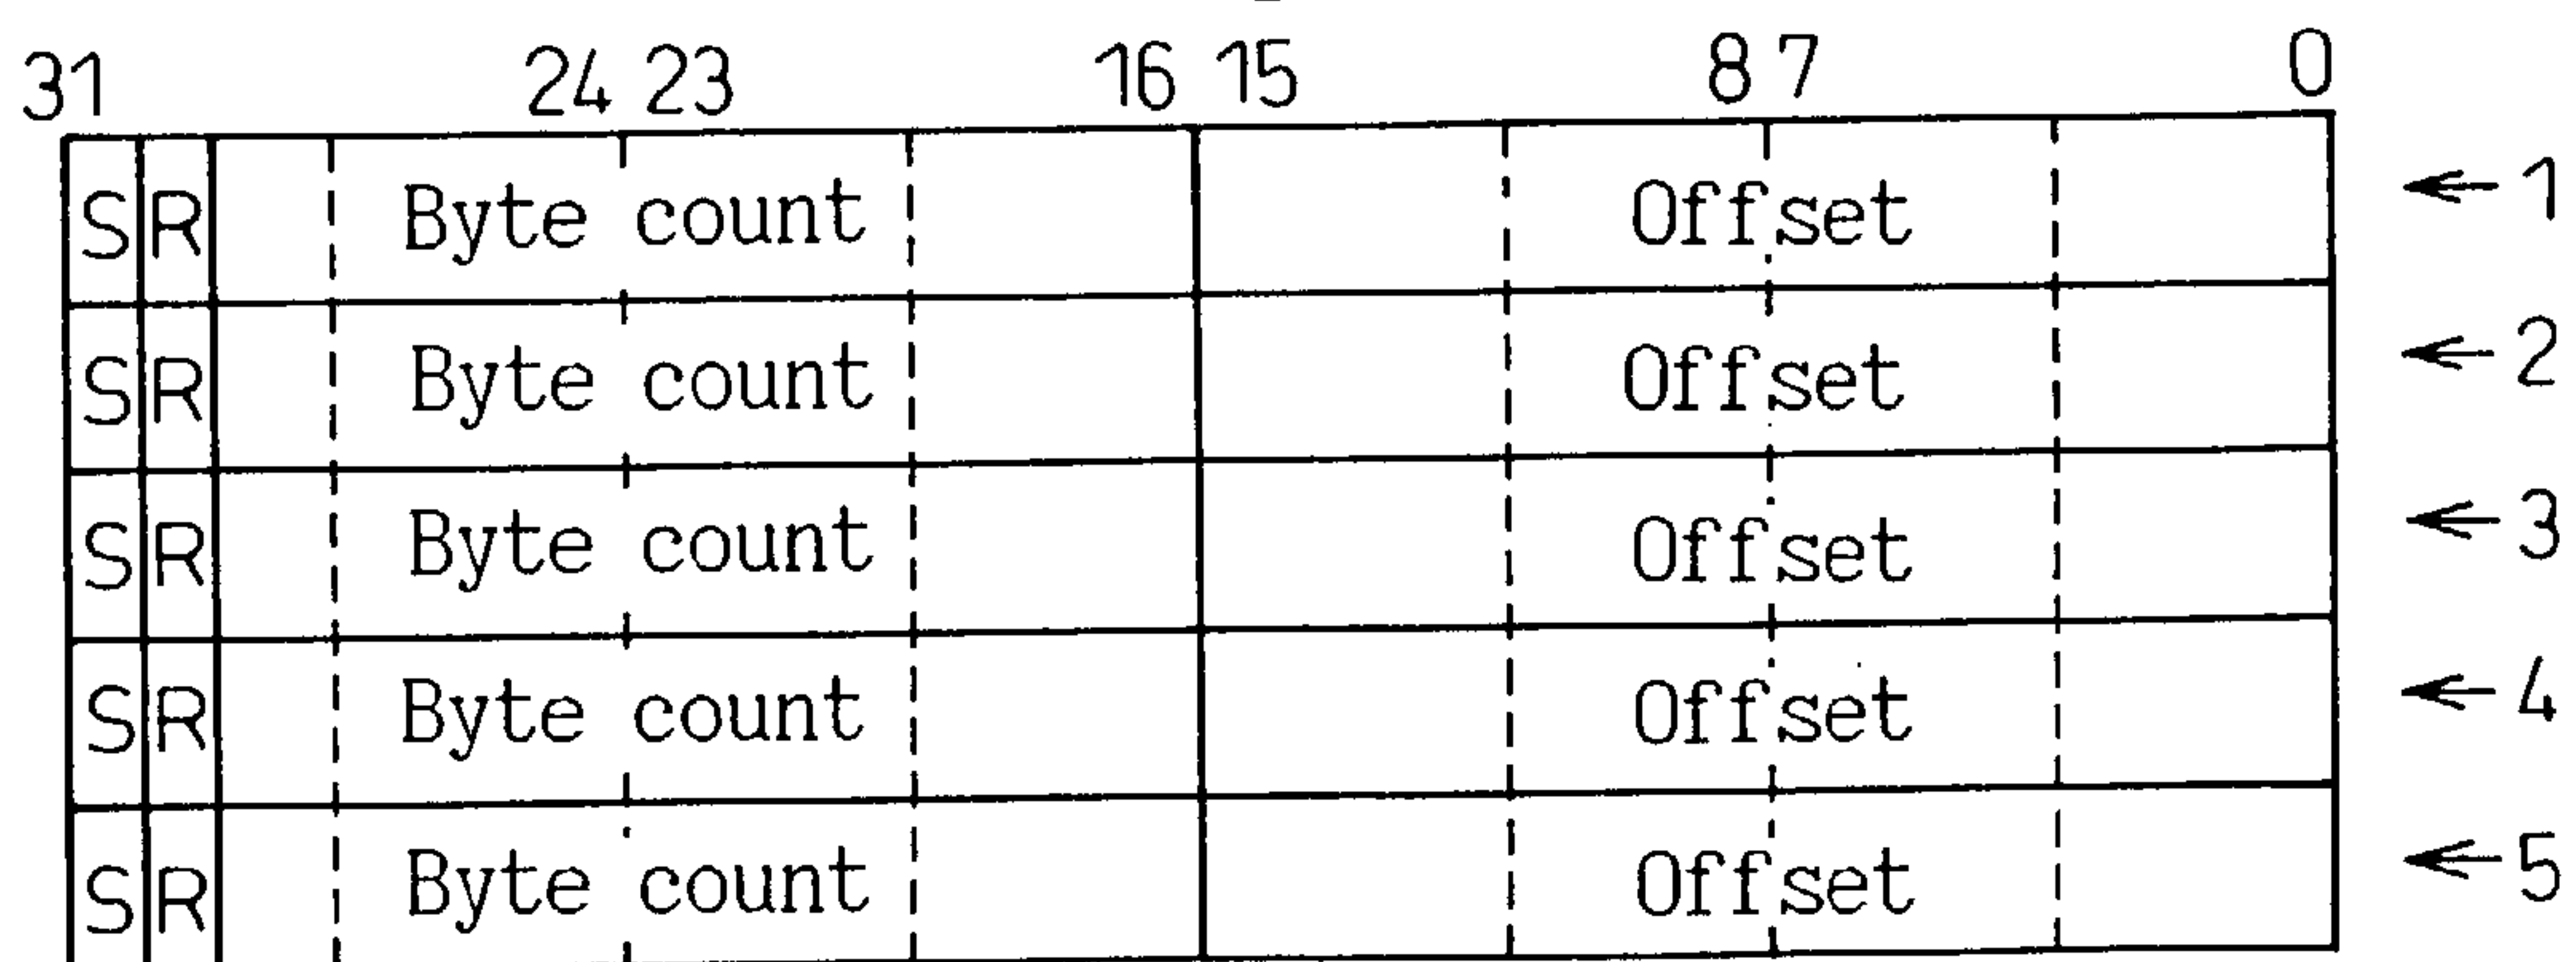 31 24 23 16 15 8 7 0
S R Byte count Offset 1
S R Byte count Offset 2
S R Byte count Offset 3
S R Byte count Offset 4
S R Byte count Offset 5